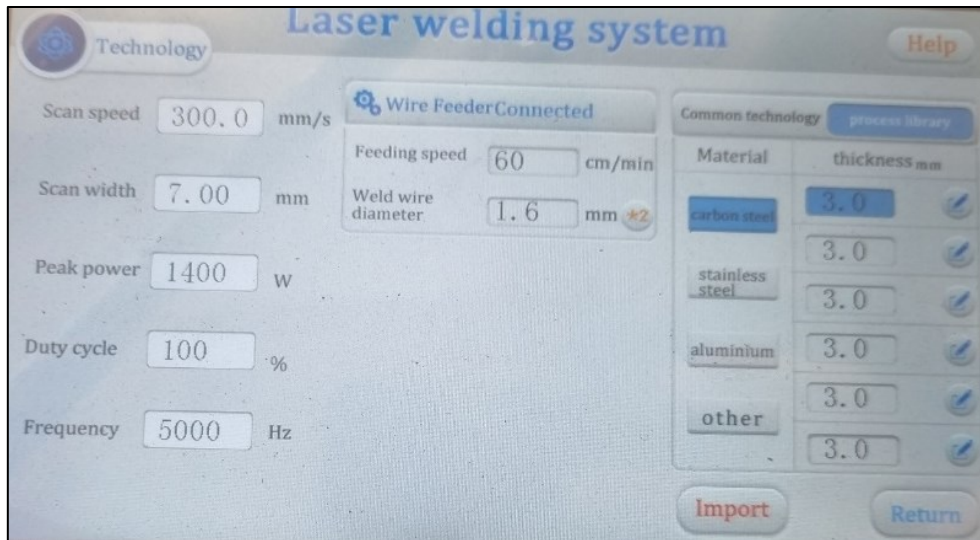 Laser welding system
Technology
Help
Scan speed 300.0 mm/s
Scan width 7.00 mm
Peak power 1400 W
Duty cycle 100 %
Frequency 5000 Hz
Wire FeederConnected
Feeding speed 60 cm/min
Weld wire
diameter 1.6 mm *2
Common technology process library
Material thickness mm
carbon steel 3.0
3.0
stainless
steel 3.0
aluminium 3.0
3.0
other
3.0
Import Return